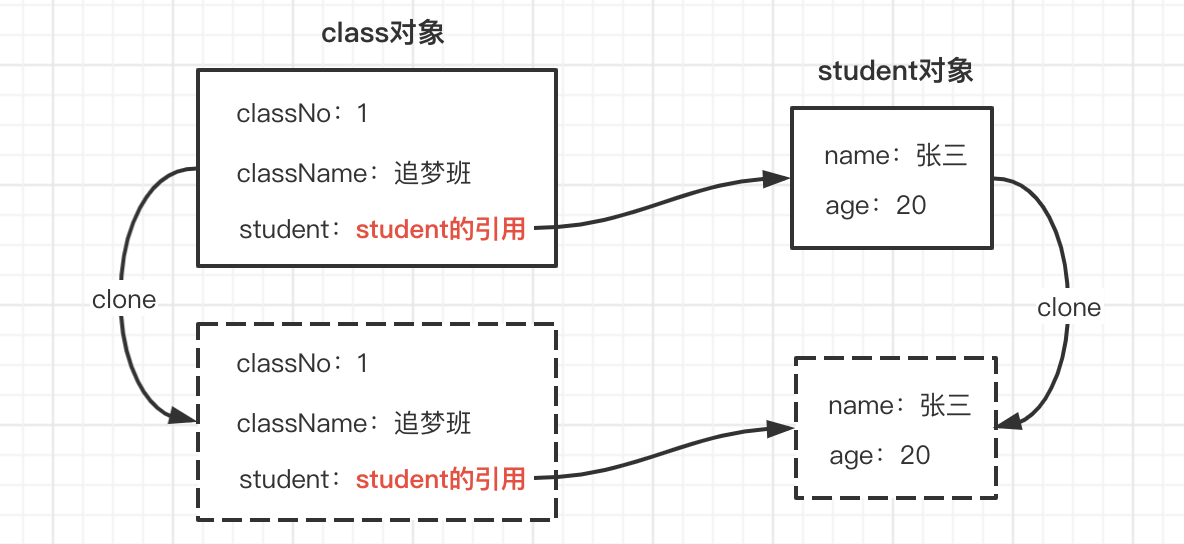 class对象
student对象
classNo：1
className：追梦班
student：student的引用
name：张三
age：20
clone
clone
classNo：1
className：追梦班
student：student的引用
name：张三
age：20